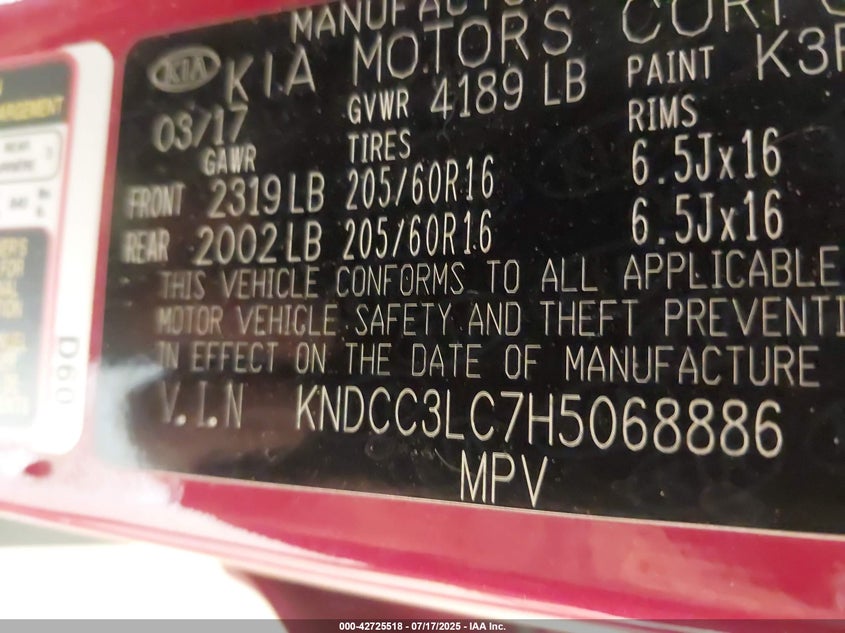 KIA
KIA MOTORS
03/17
GVWR 4189 LB
PAINT
GAWR
TIRES
RIMS
FRONT 2319 LB 205/60R16 6.5Jx16
REAR 2002 LB 205/60R16 6.5Jx16
THIS VEHICLE CONFORMS TO ALL APPLICABLE
MOTOR VEHICLE SAFETY AND THEFT
IN EFFECT ON THE DATE OF MANUFACTURE
V.I.N KNDCC3LC7H5068886
MPV
D60
000-42725518 - 07/17/2025 - IAA Inc.